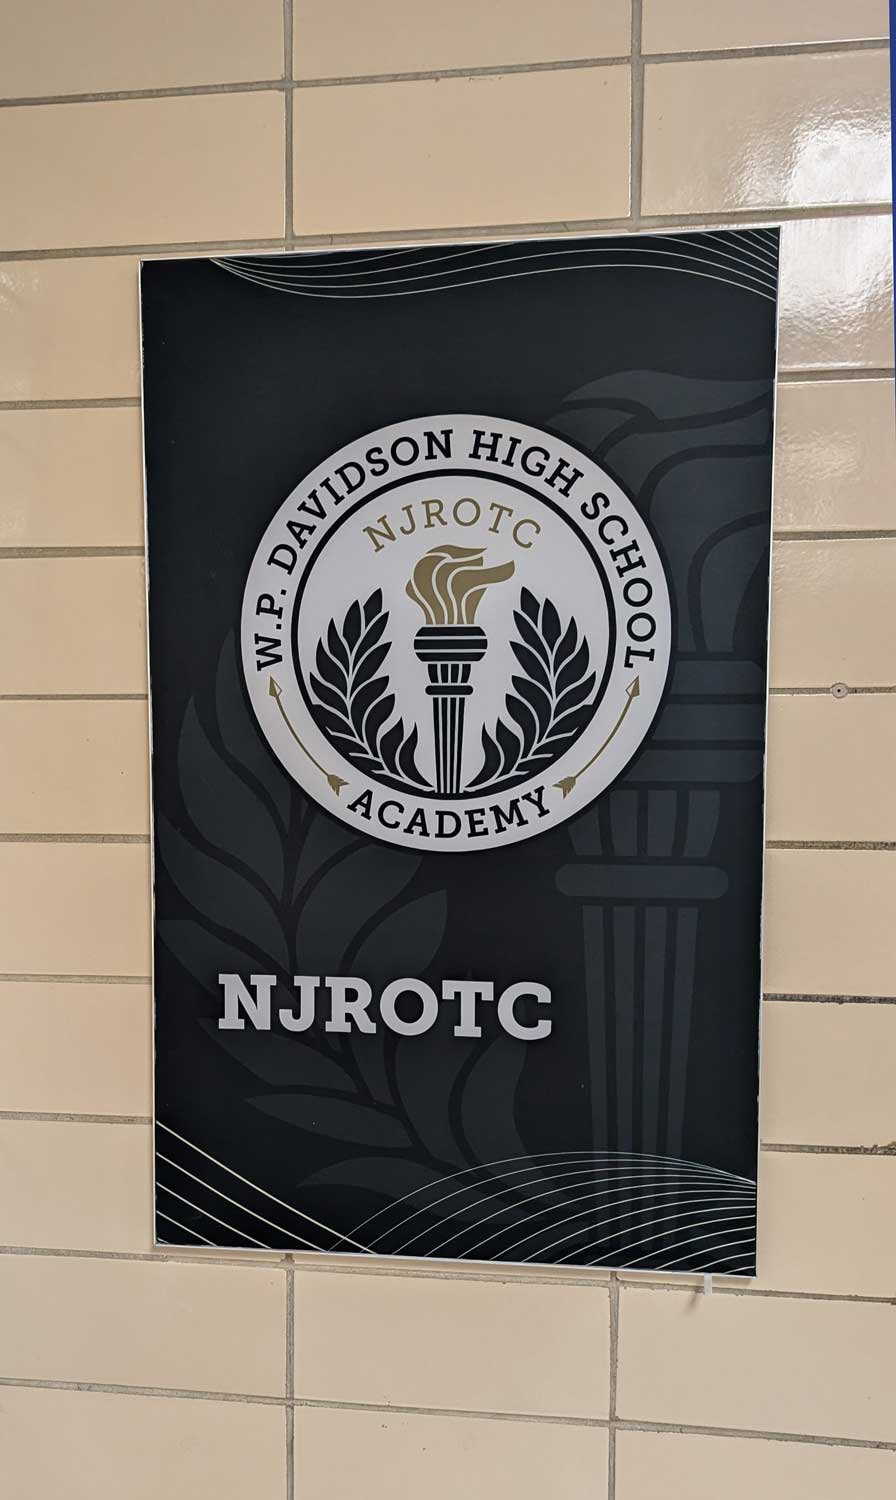 W.P. DAVIDSON HIGH SCHOOL
NJROTC
ACADEMY
NJROTC